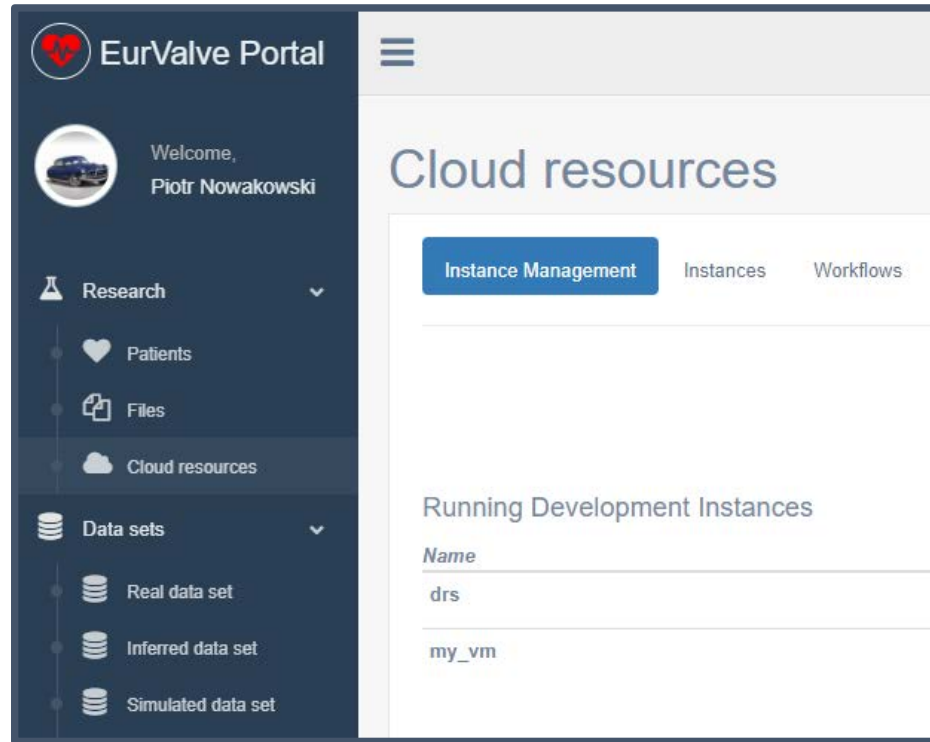 EurValve Portal
Welcome,
Piotr Nowakowski
Research
Patients
Files
Cloud resources
Data sets
Real data set
Inferred data set
Simulated data set
Cloud resources
Instance Management Instances Workflows
Running Development Instances
Name
drs
my_vm